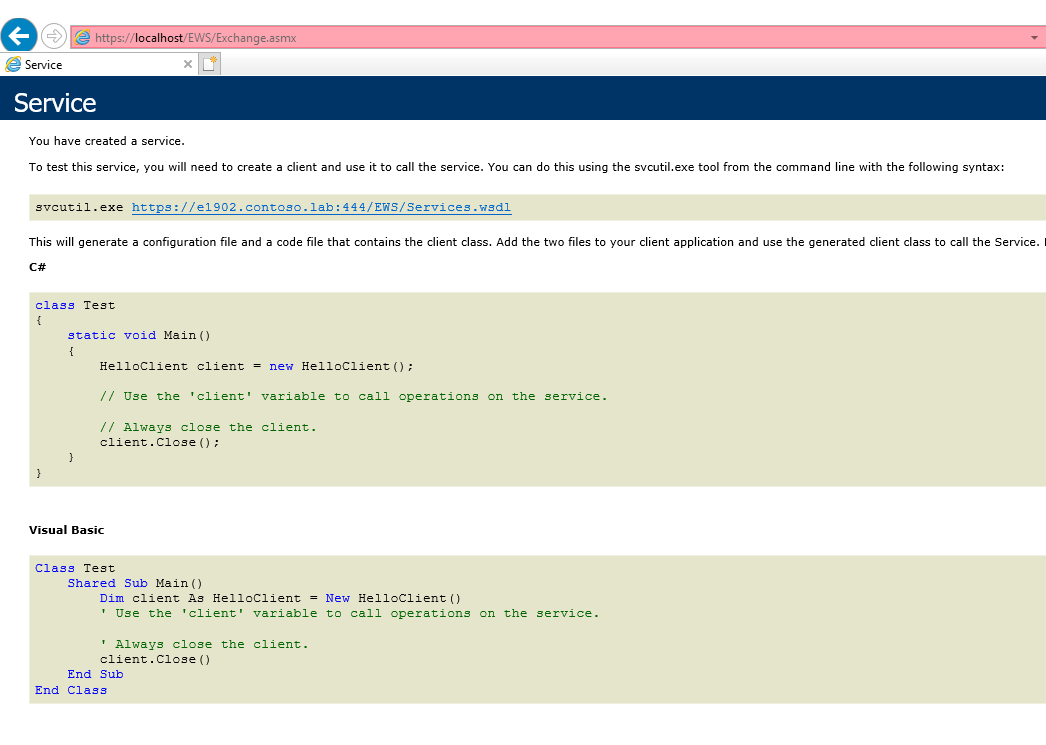 https://localhost/EWS/Exchange.asmx
Service
Service
You have created a service.
To test this service, you will need to create a client and use it to call the service. You can do this using the svcutil.exe tool from the command line with the following syntax:
svcutil.exe https://e1902.contoso.lab:444/EWS/Services.wsdl
This will generate a configuration file and a code file that contains the client class. Add the two files to your client application and use the generated client class to call the Service.
C#
class Test
{
    static void Main()
    {
        HelloClient client = new HelloClient();
        // Use the 'client' variable to call operations on the service.
        // Always close the client.
        client.Close();
    }
}
Visual Basic
Class Test
    Shared Sub Main()
        Dim client As HelloClient = New HelloClient()
        ' Use the 'client' variable to call operations on the service.
        ' Always close the client.
        client.Close()
    End Sub
End Class